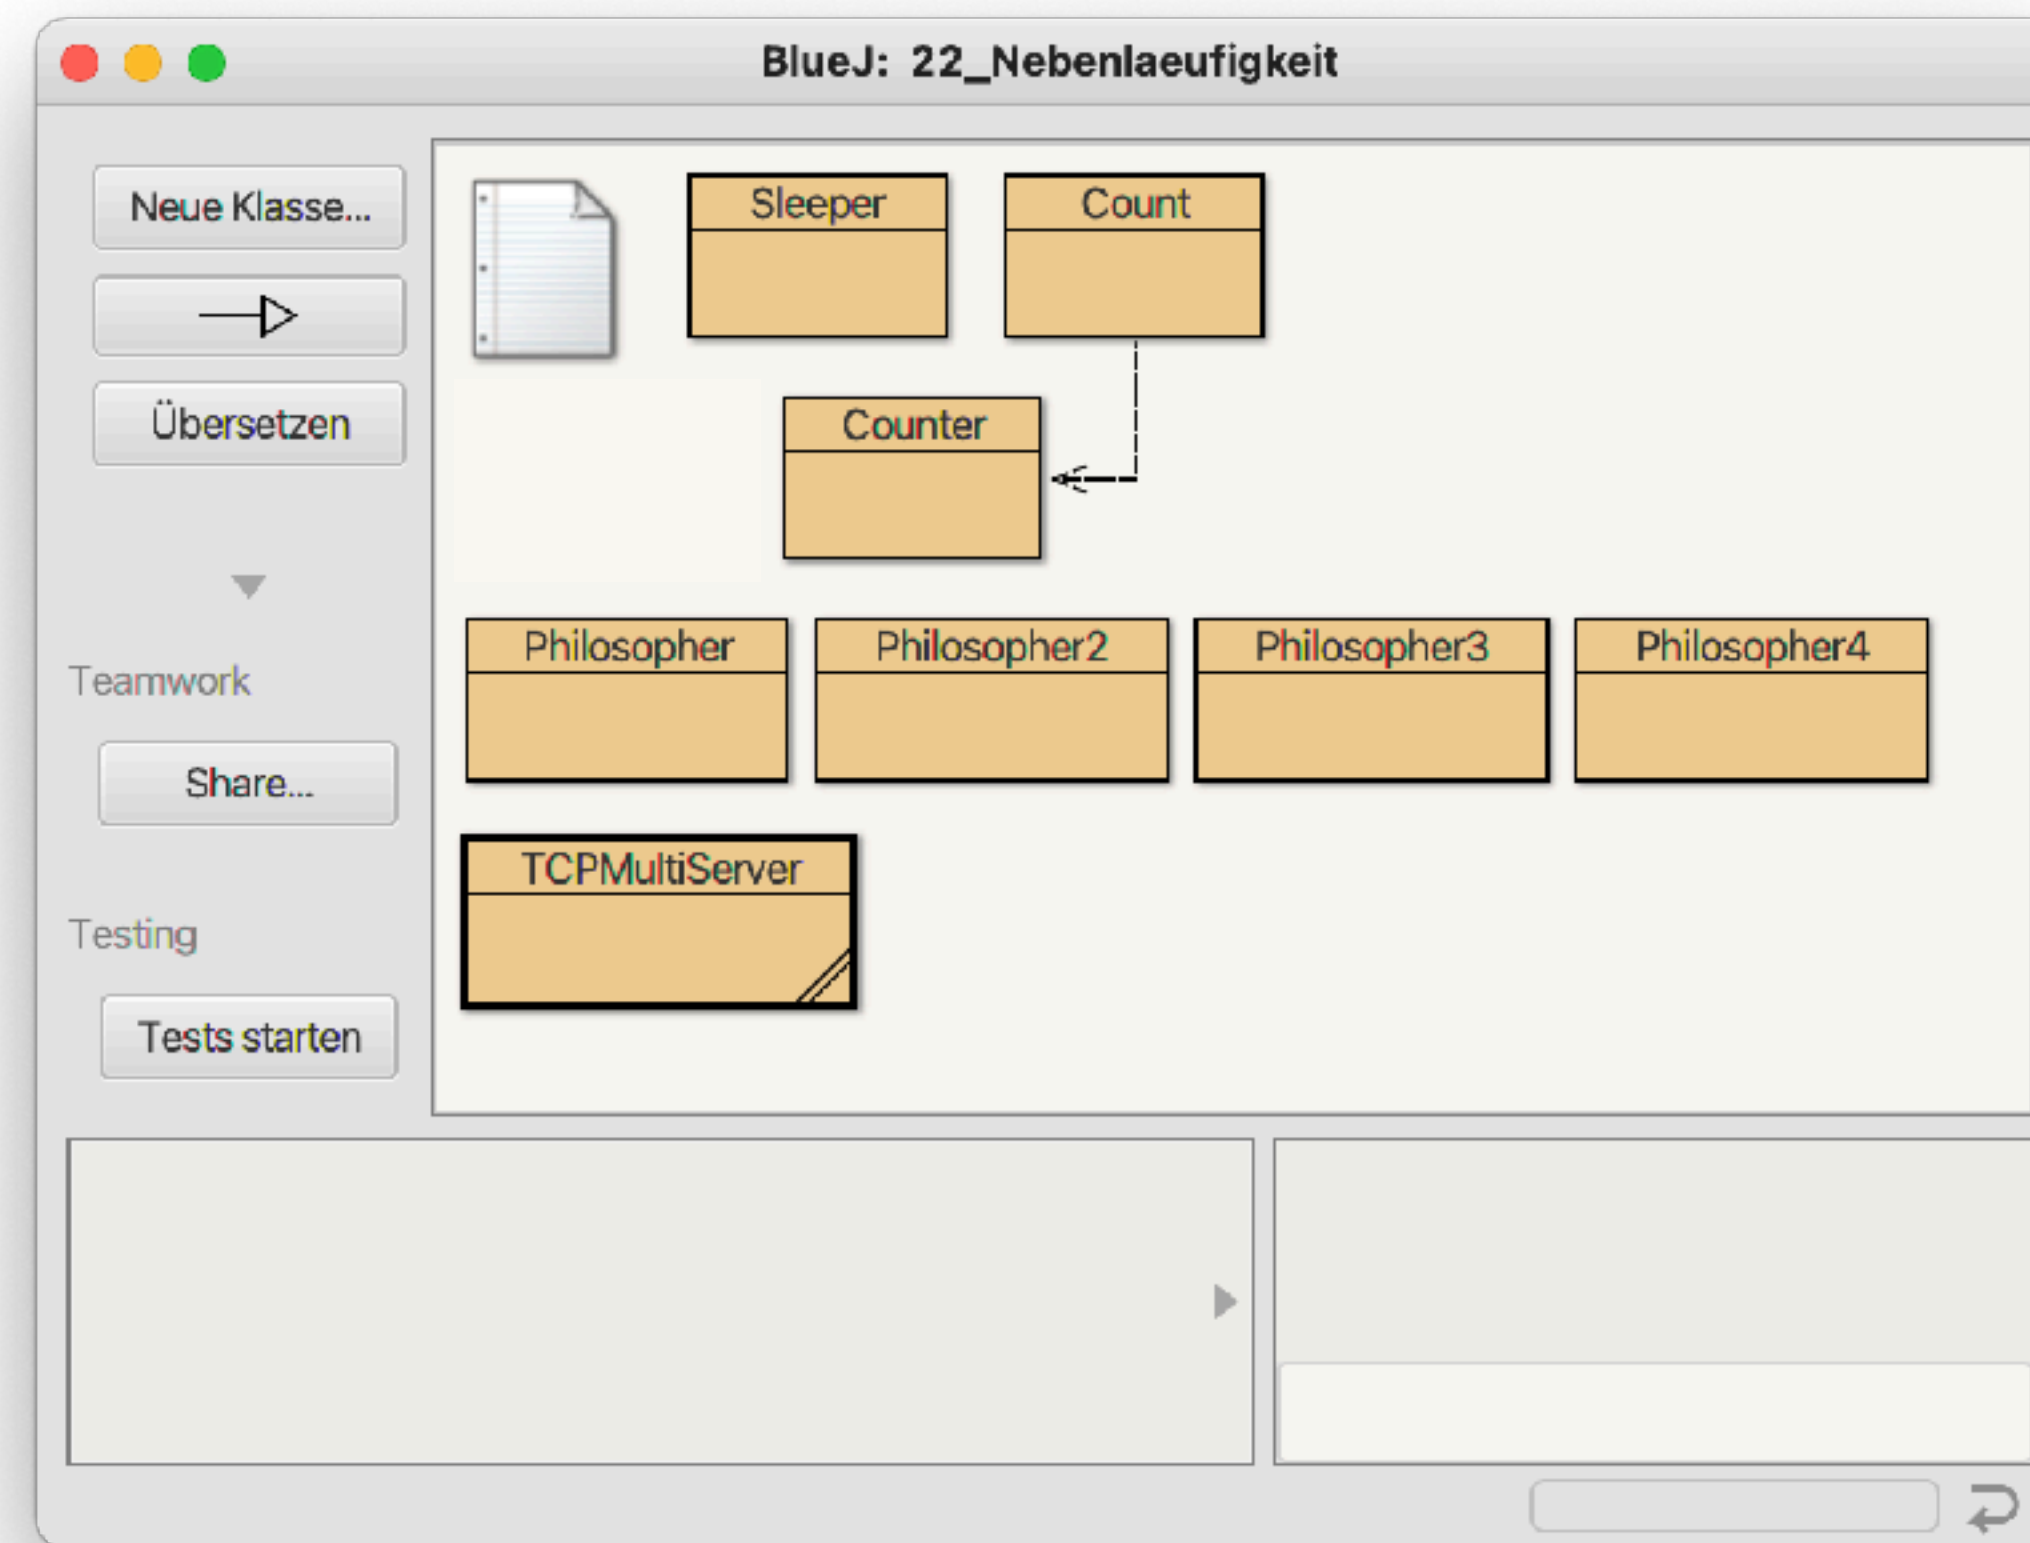 BlueJ: 22_Nebenlaeufigkeit
Neue Klasse...
Übersetzen
Teamwork
Share...
Testing
Tests starten
Sleeper
Count
Counter
Philosopher
Philosopher2
Philosopher3
Philosopher4
TCPMultiServer